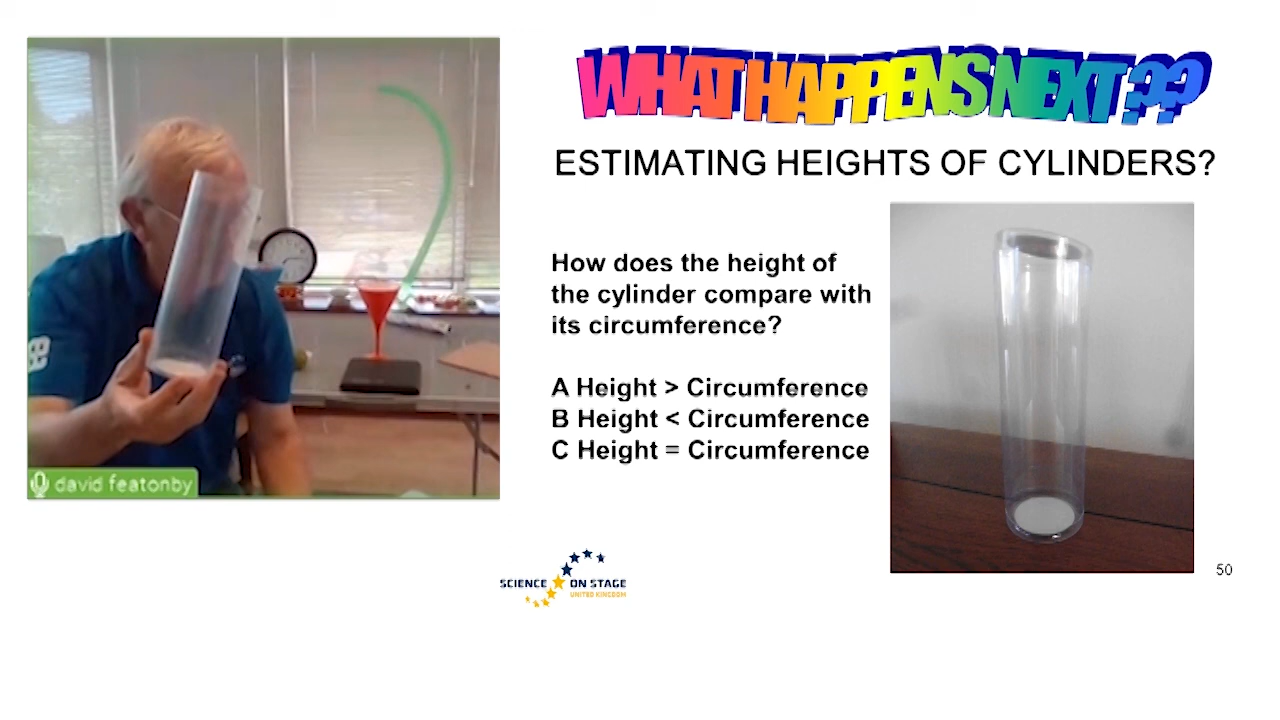 WHAT HAPPENS NEXT ??
ESTIMATING HEIGHTS OF CYLINDERS?
How does the height of
the cylinder compare with
its circumference?
A Height > Circumference
B Height < Circumference
C Height = Circumference
david featonby
SCIENCE ON STAGE
UNITED KINGDOM
50